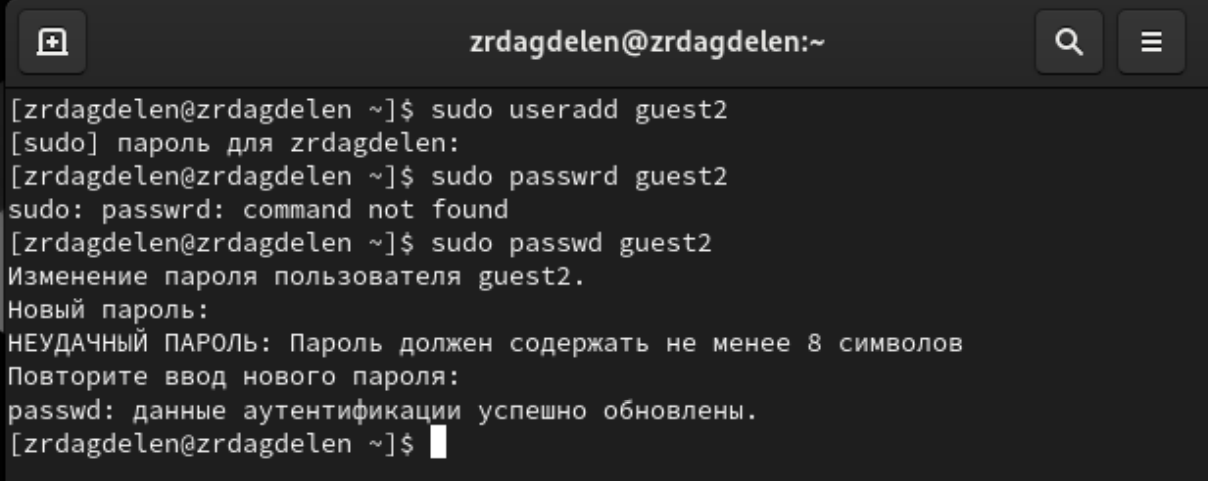 zrdagdelen@zrdagdelen:~
[zrdagdelen@zrdagdelen ~]$ sudo useradd guest2
[sudo] пароль для zrdagdelen:
[zrdagdelen@zrdagdelen ~]$ sudo passwrd guest2
sudo: passwrd: command not found
[zrdagdelen@zrdagdelen ~]$ sudo passwd guest2
Изменение пароля пользователя guest2.
Новый пароль:
НЕУДАЧНЫЙ ПАРОЛЬ: Пароль должен содержать не менее 8 символов
Повторите ввод нового пароля:
passwd: данные аутентификации успешно обновлены.
[zrdagdelen@zrdagdelen ~]$